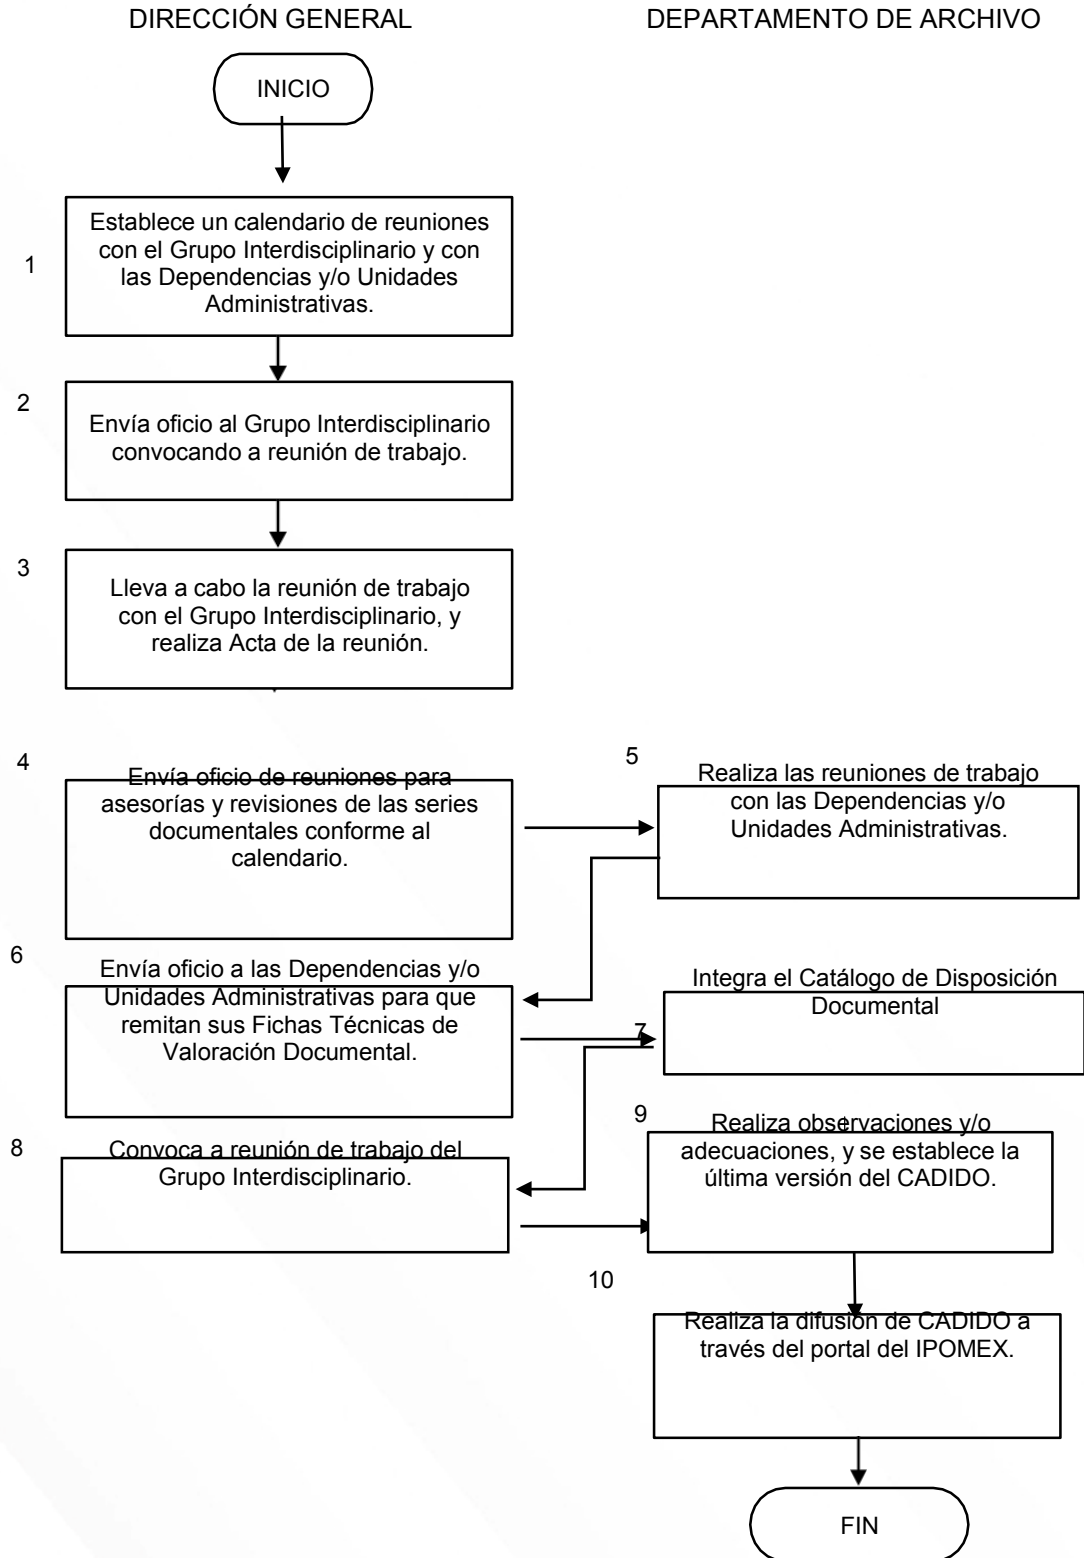 DIRECCIÓN GENERAL
DEPARTAMENTO DE ARCHIVO
INICIO
1
Establece un calendario de reuniones
con el Grupo Interdisciplinario y con
las Dependencias y/o Unidades
Administrativas.
2
Envía oficio al Grupo Interdisciplinario
convocando a reunión de trabajo.
3
Lleva a cabo la reunión de trabajo
con el Grupo Interdisciplinario, y
realiza Acta de la reunión.
4
Envía oficio de reuniones para
asesorías y revisiones de las series
documentales conforme al
calendario.
5
Realiza las reuniones de trabajo
con las Dependencias y/o
Unidades Administrativas.
6
Envía oficio a las Dependencias y/o
Unidades Administrativas para que
remitan sus Fichas Técnicas de
Valoración Documental.
7
Integra el Catálogo de Disposición
Documental
8
Convoca a reunión de trabajo del
Grupo Interdisciplinario.
9
Realiza observaciones y/o
adecuaciones, y se establece la
última versión del CADIDO.
10
Realiza la difusión de CADIDO a
través del portal del IPOMEX.
FIN